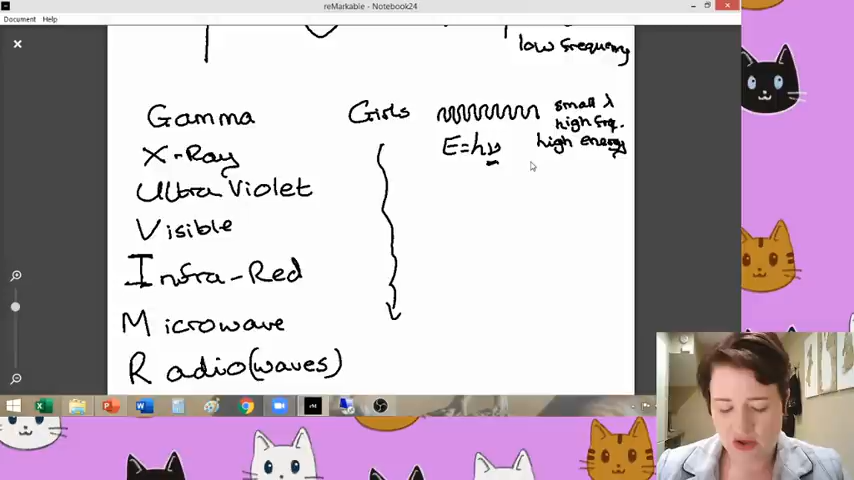 reMarkable - Notebook24
Document Help
low frequency
Gamma Girls small λ
high freq.
X-Ray E=hν high energy
Ultra Violet
Visible
Infra-Red
Microwave
Radio(waves)